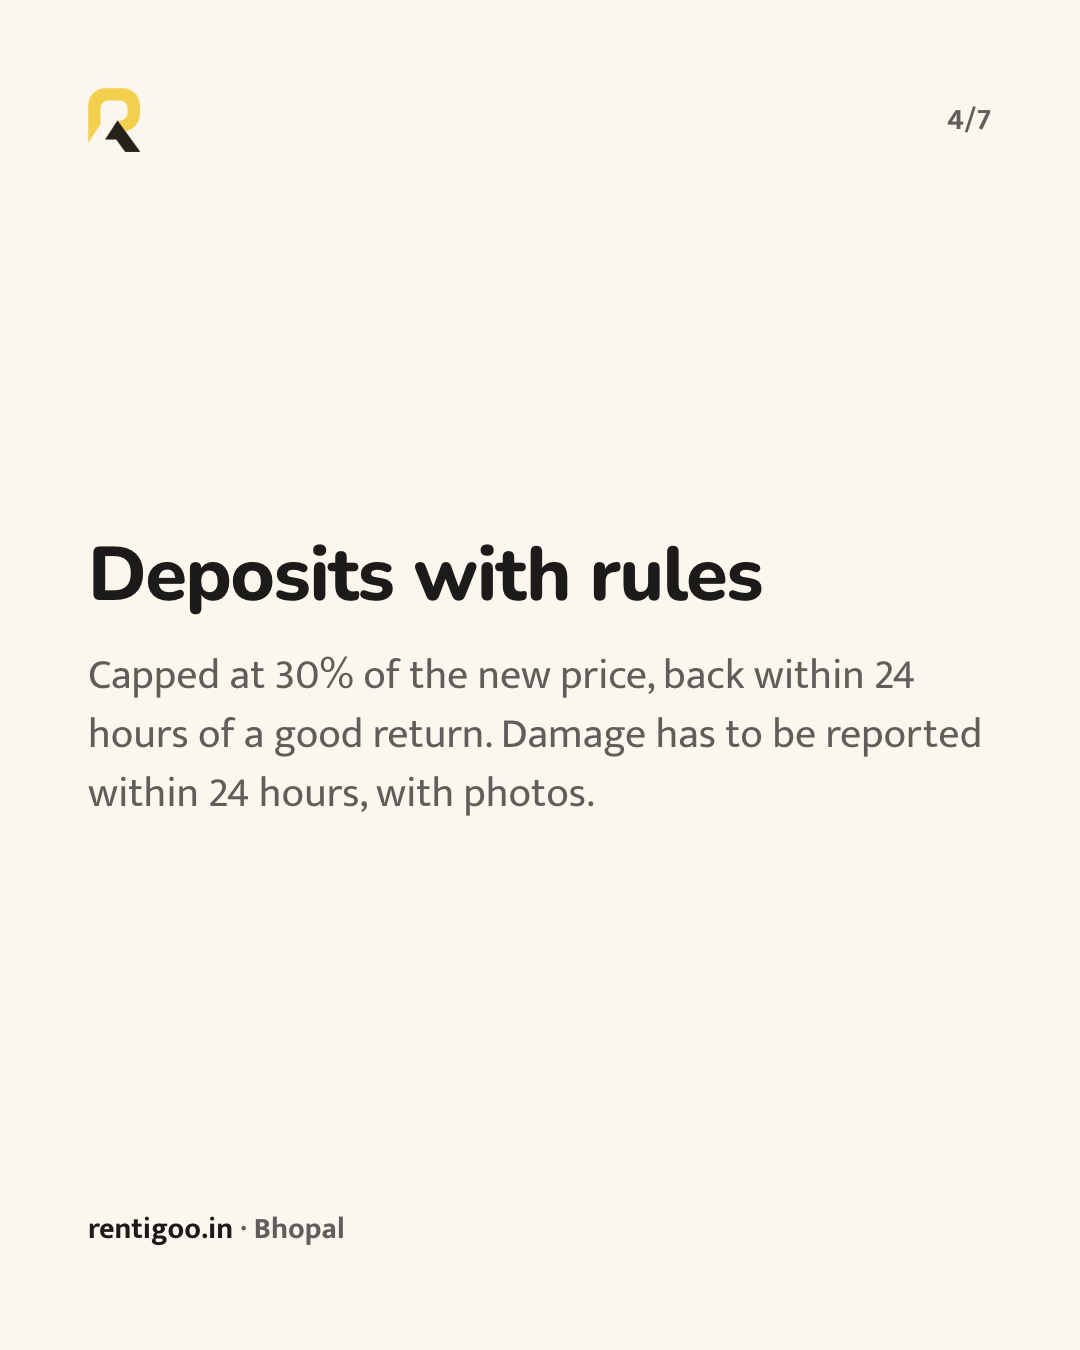 4/7
Deposits with rules
Capped at 30% of the new price, back within 24
hours of a good return. Damage has to be reported
within 24 hours, with photos.
rentigoo.in · Bhopal